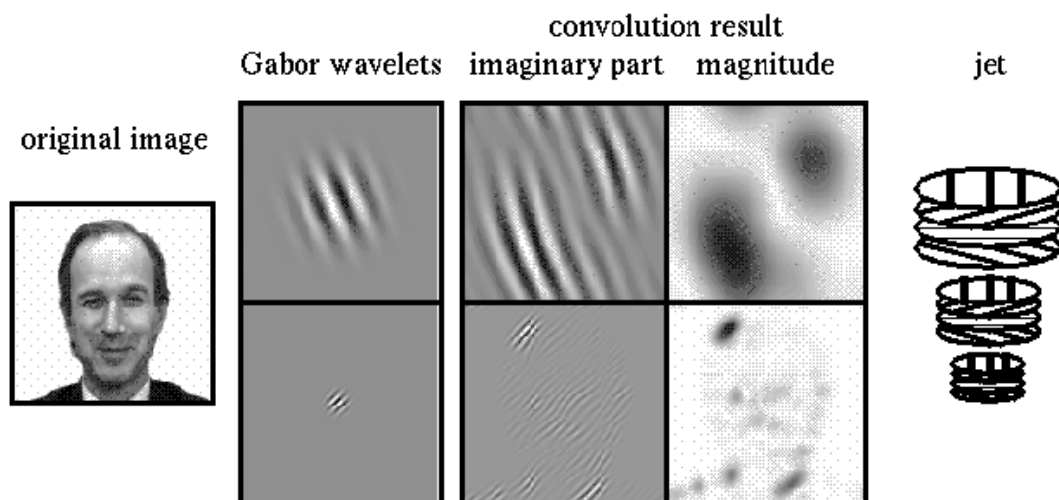 convolution result
Gabor wavelets imaginary part magnitude jet
original image